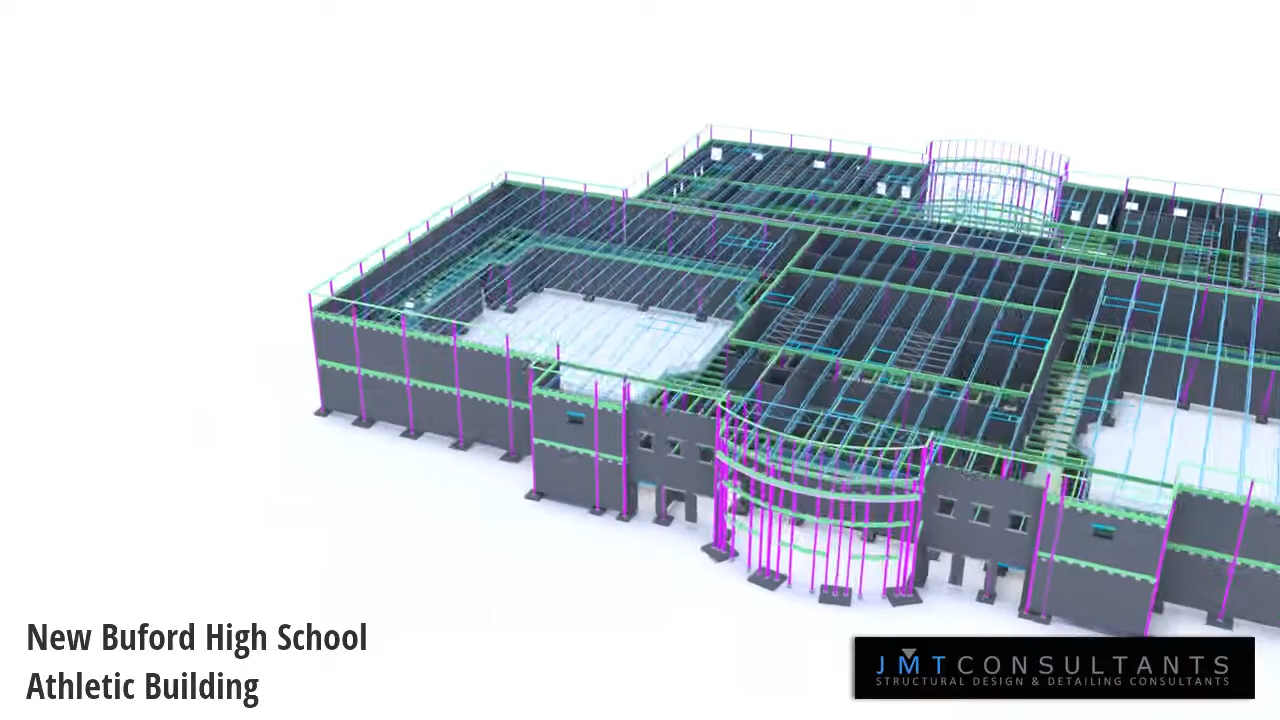 New Buford High School
Athletic Building
JMTCONSULTANTS
STRUCTURAL DESIGN & DETAILING CONSULTANTS